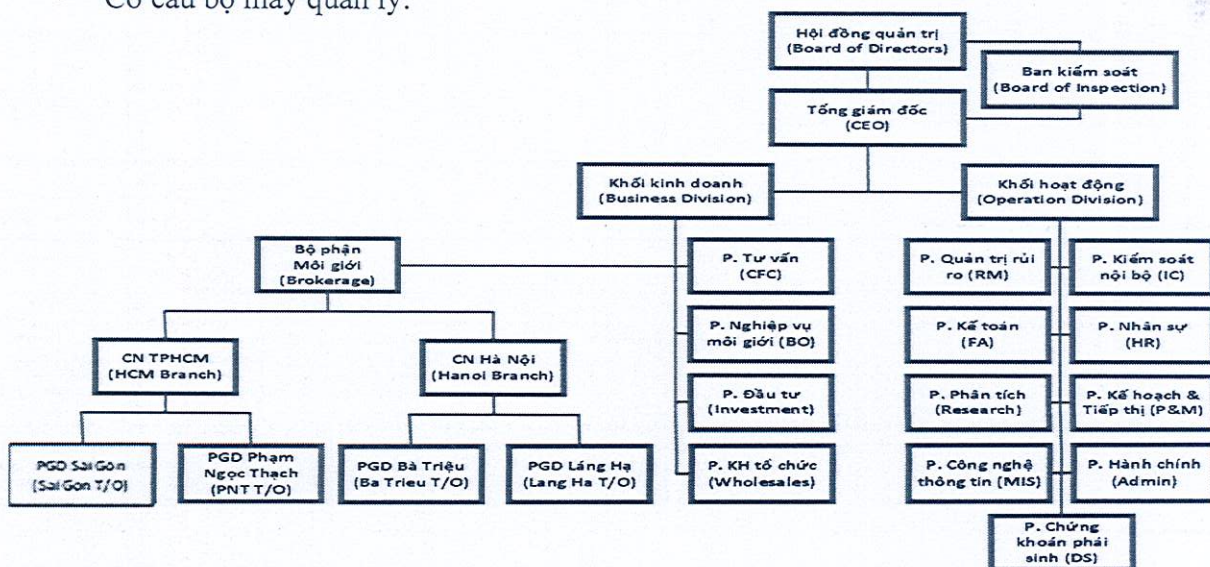 Cơ cấu bộ máy quản lý:
Hội đồng quản trị
(Board of Directors)
Ban kiểm soát
(Board of Inspection)
Tổng giám đốc
(CEO)
Khối kinh doanh
(Business Division)
Khối hoạt động
(Operation Division)
Bộ phận
Môi giới
(Brokerage)
P. Tư vấn
(CFC)
P. Quản trị rủi
ro (RM)
P. Kiểm soát
nội bộ (IC)
CN TPHCM
(HCM Branch)
CN Hà Nội
(Hanoi Branch)
P. Nghiệp vụ
môi giới (BO)
P. Kế toán
(FA)
P. Nhân sự
(HR)
P. Đầu tư
(Investment)
P. Phân tích
(Research)
P. Kế hoạch &
Tiếp thị (P&M)
PGD Sài Gòn
(Sai Gon T/O)
PGD Phạm
Ngọc Thạch
(PNT T/O)
PGD Bà Triệu
(Ba Trieu T/O)
PGD Láng Hạ
(Lang Ha T/O)
P. KH tổ chức
(Wholesales)
P. Công nghệ
thông tin (MIS)
P. Hành chính
(Admin)
P. Chứng
khoán phái
sinh (DS)